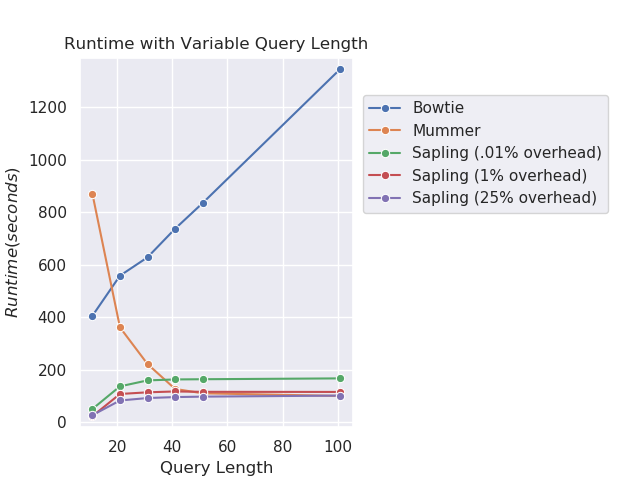 Runtime with Variable Query Length
Bowtie
Mummer
Sapling (.01% overhead)
Sapling (1% overhead)
Sapling (25% overhead)
Runtime(seconds)
1200
1000
800
600
400
200
0
20
40
60
80
100
Query Length